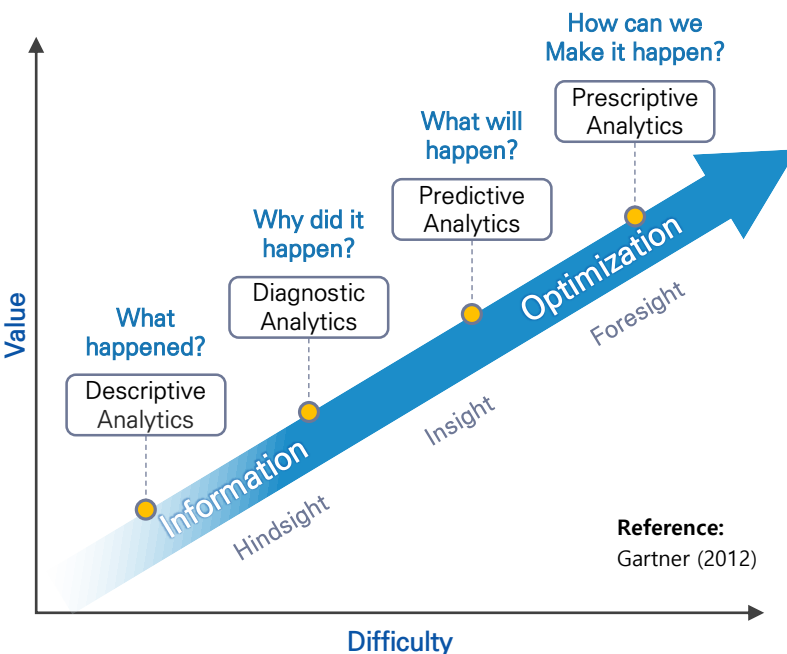 How can we
Make it happen?
Prescriptive
Analytics
What will
happen?
Predictive
Analytics
Why did it
happen?
Diagnostic
Analytics
What
happened?
Descriptive
Analytics
Value
Information
Optimization
Hindsight
Insight
Foresight
Reference:
Gartner (2012)
Difficulty